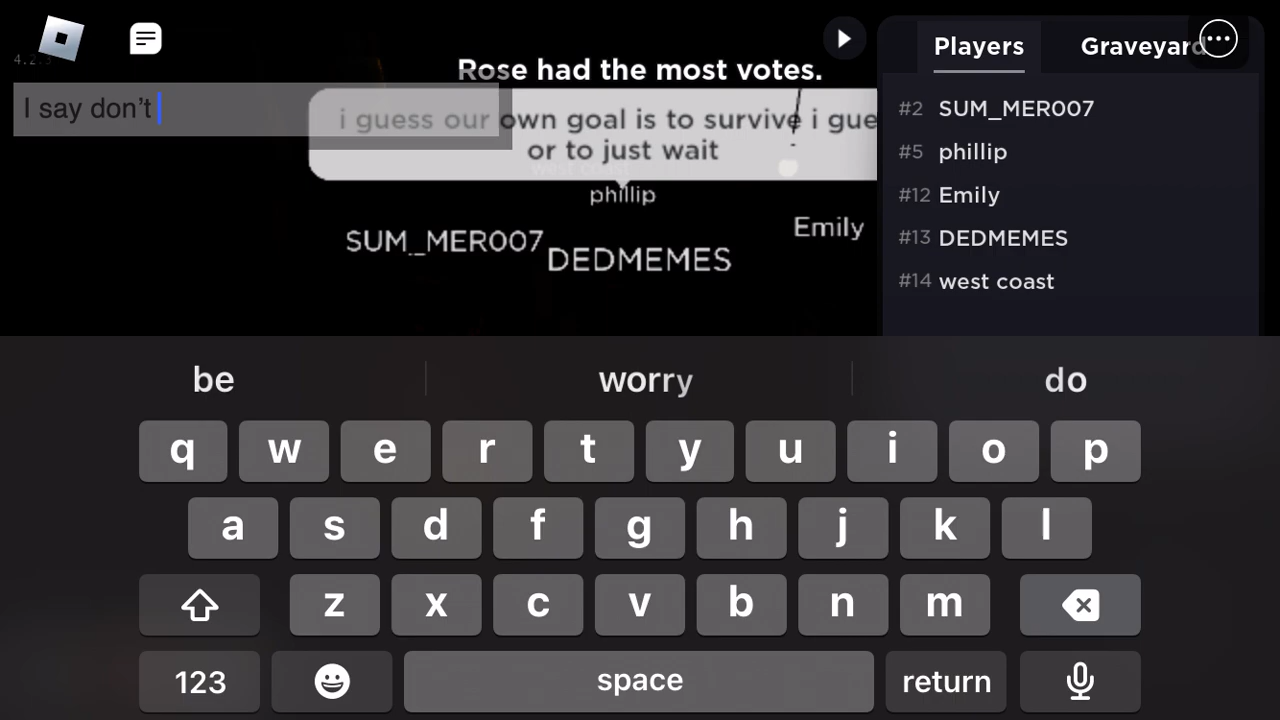 Players
Graveyard
4.2.
Rose had the most votes.
I say don't
i guess our own goal is to survive i gue
or to just wait
west coast
phillip
SUM_MER007
DEDMEMES
Emily
#2 SUM_MER007
#5 phillip
#12 Emily
#13 DEDMEMES
#14 west coast
be worry do
q w e r t y u i o p
a s d f g h j k l
z x c v b n m
123 space return